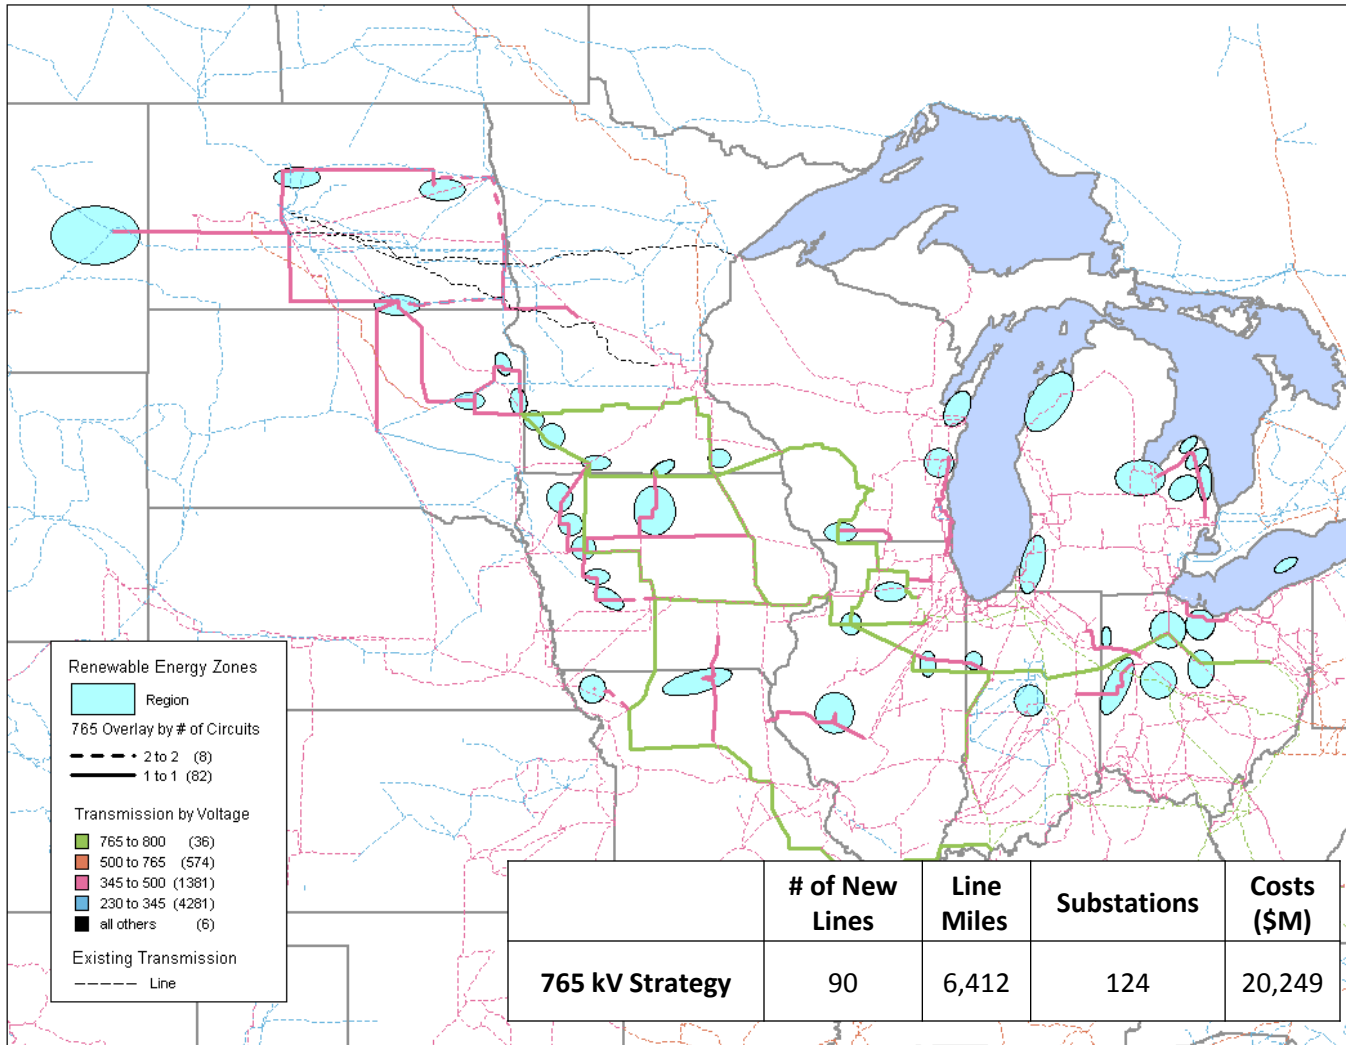 Renewable Energy Zones
Region
765 Overlay by # of Circuits
2 to 2 (8)
1 to 1 (82)
Transmission by Voltage
765 to 800 (36)
500 to 765 (574)
345 to 500 (1381)
230 to 345 (4281)
all others (6)
Existing Transmission
Line
# of New Lines Line Miles Substations Costs ($M)
765 kV Strategy 90 6,412 124 20,249